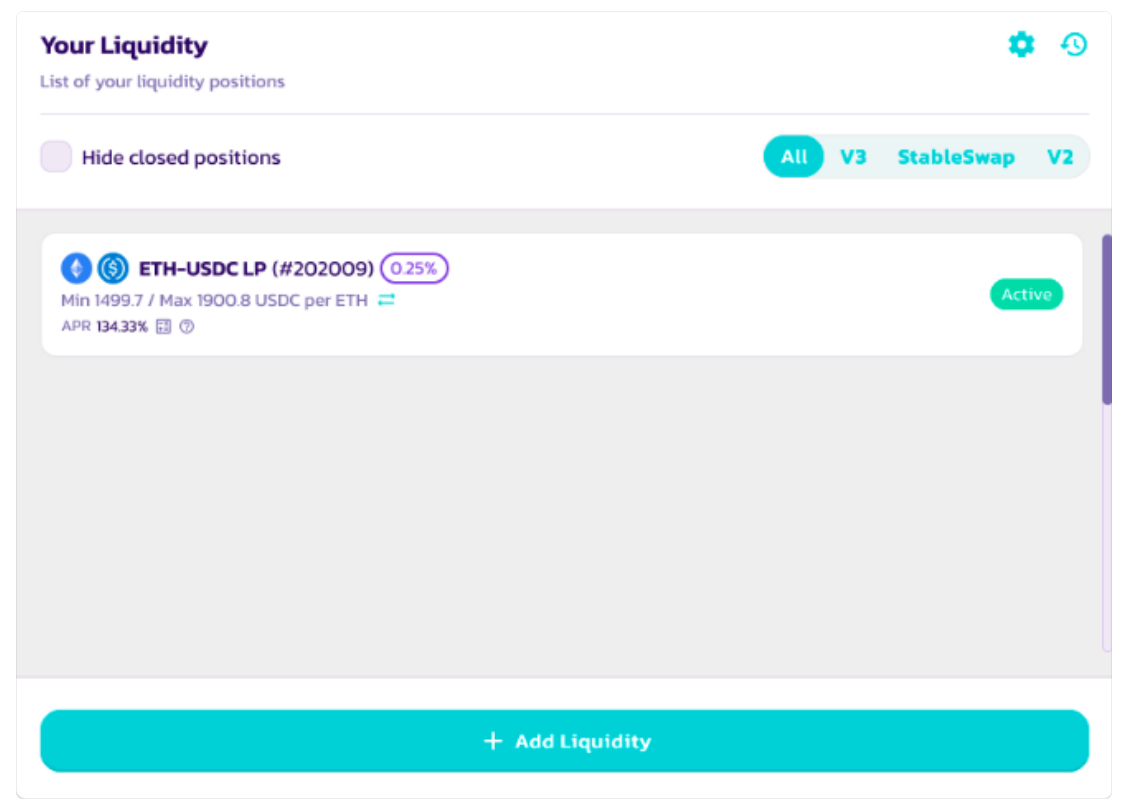 Your Liquidity
List of your liquidity positions
Hide closed positions
All V3 StableSwap V2
ETH-USDC LP (#202009) 0.25%
Min 1499.7 / Max 1900.8 USDC per ETH
Active
APR 134.33%
+ Add Liquidity